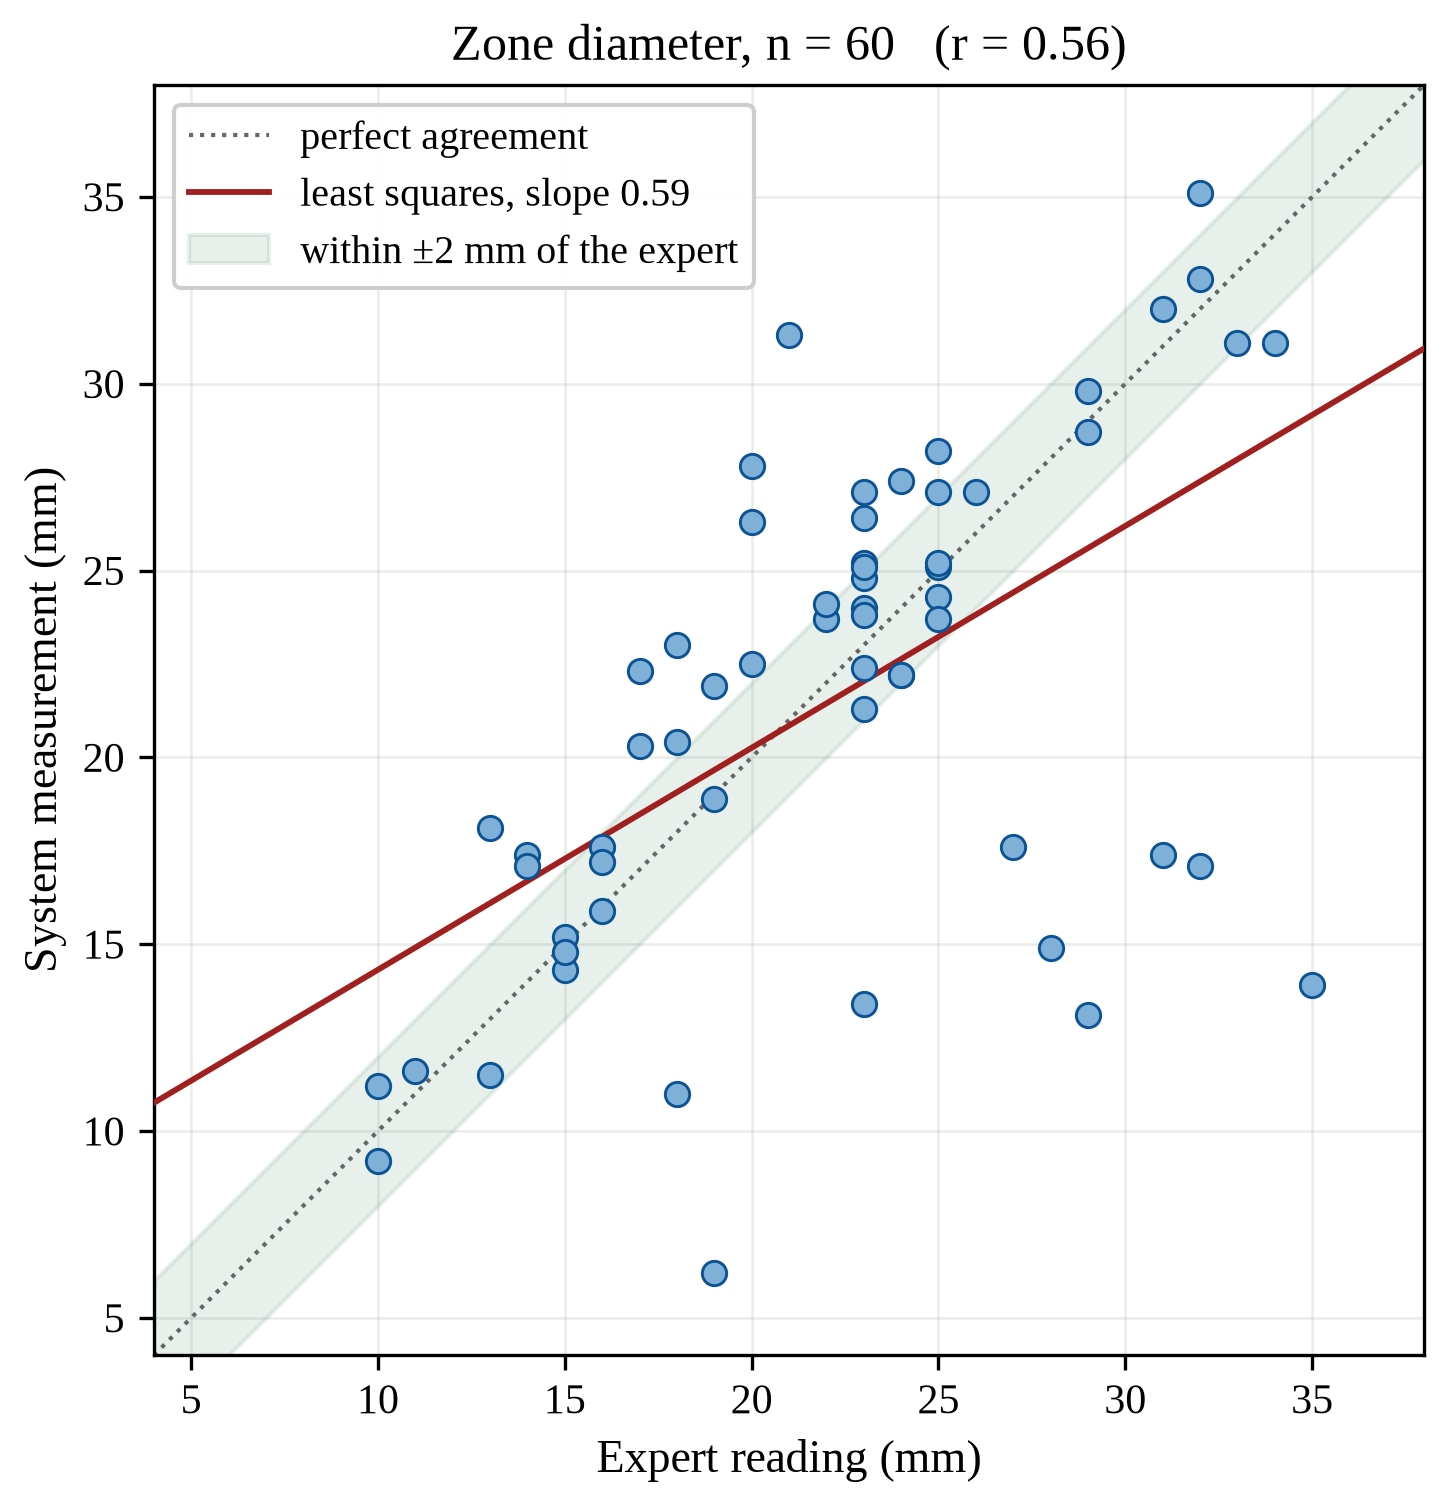 Zone diameter, n = 60 (r = 0.56)
perfect agreement
least squares, slope 0.59
within ±2 mm of the expert
35
30
25
20
15
10
5
System measurement (mm)
5 10 15 20 25 30 35
Expert reading (mm)